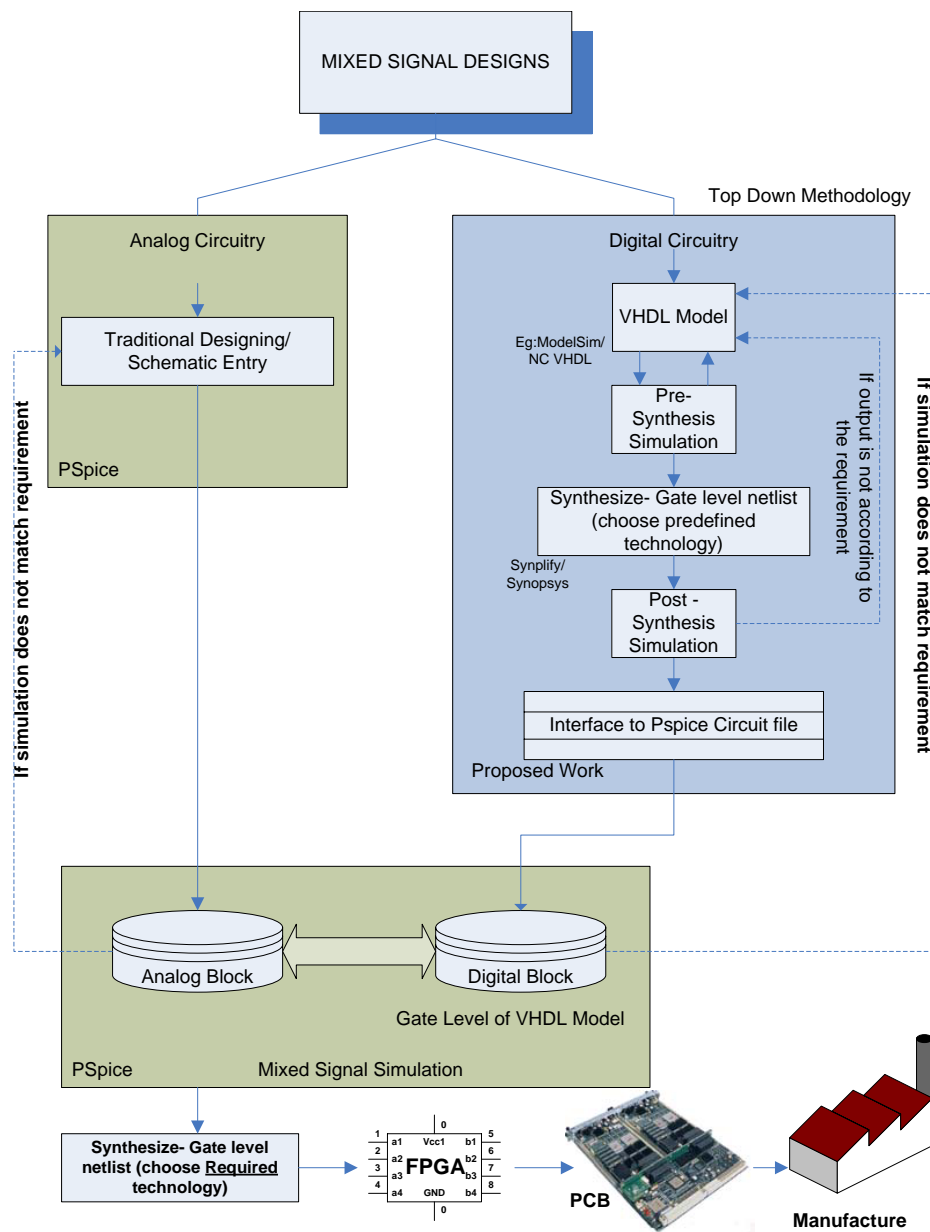 MIXED SIGNAL DESIGNS
Top Down Methodology
Analog Circuitry
Digital Circuitry
Traditional Designing/
Schematic Entry
PSpice
If simulation does not match requirement
VHDL Model
Eg:ModelSim/
NC VHDL
Pre-
Synthesis
Simulation
Synthesize- Gate level netlist
(choose predefined
technology)
Synplify/
Synopsys
Post -
Synthesis
Simulation
If output is not according to
the requirement
If simulation does not match requirement
Interface to Pspice Circuit file
Proposed Work
Analog Block
Digital Block
Gate Level of VHDL Model
PSpice
Mixed Signal Simulation
Synthesize- Gate level
netlist (choose Required
technology)
0
1 a1 Vcc1 b1 5
2 a2 b2 6
3 a3 FPGA b3 7
4 a4 GND b4 8
0
PCB
Manufacture